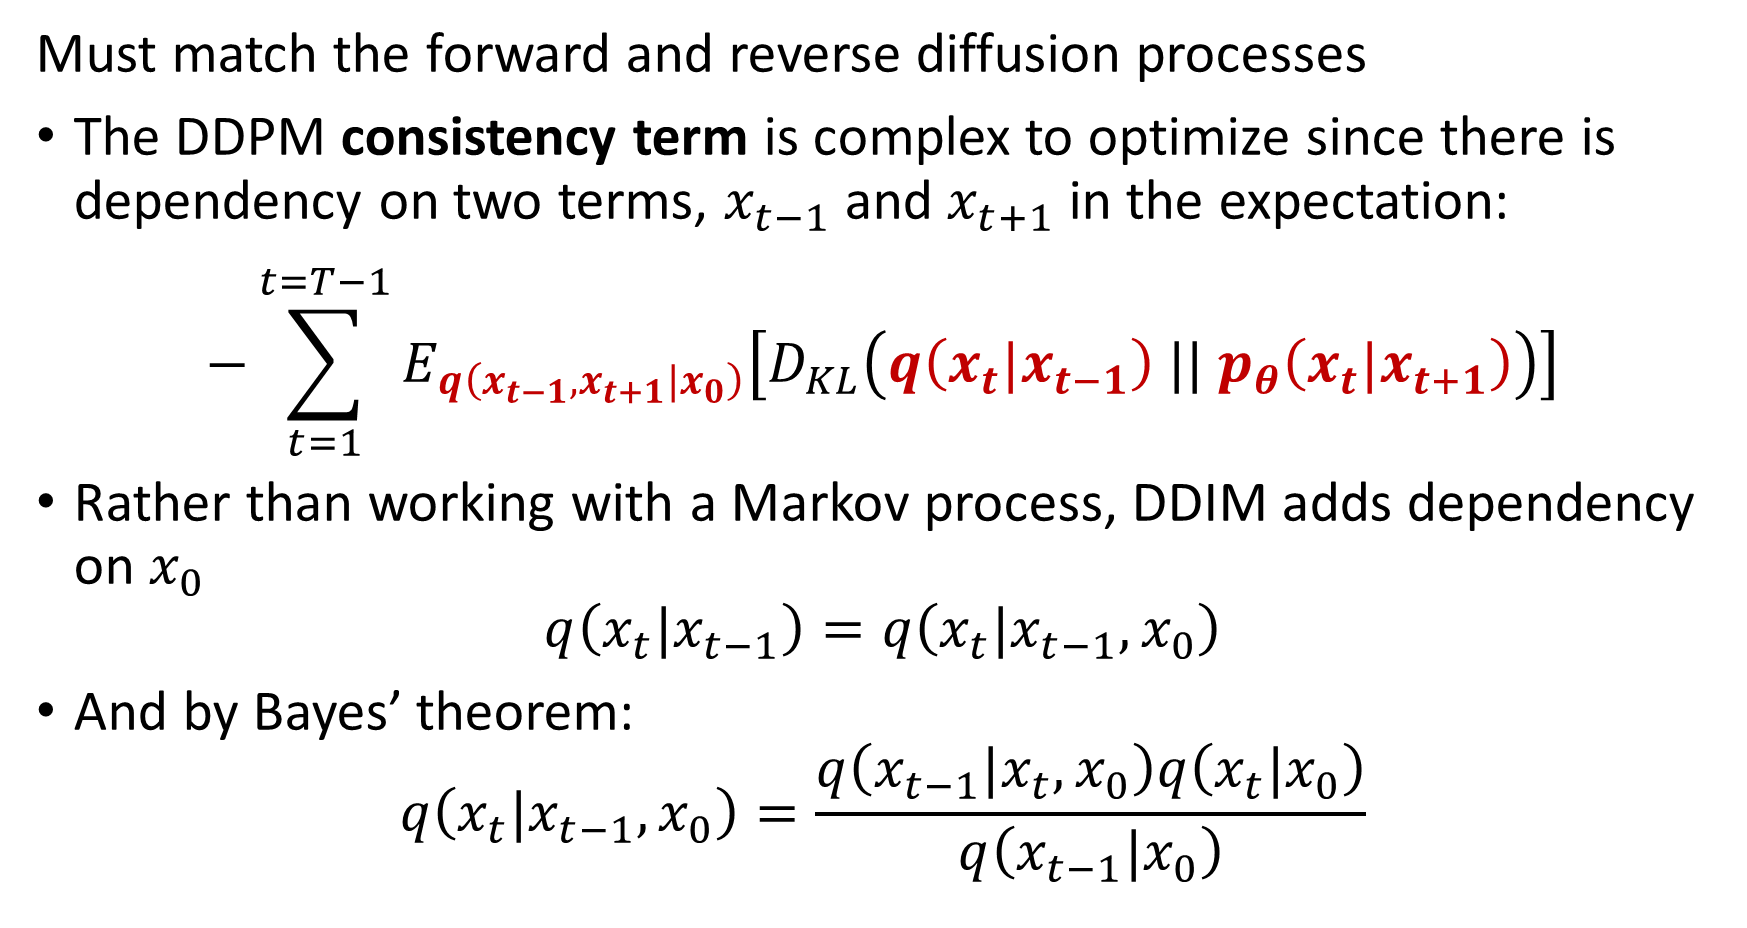 Must match the forward and reverse diffusion processes
• The DDPM consistency term is complex to optimize since there is
dependency on two terms, $x_{t-1}$ and $x_{t+1}$ in the expectation:
$-\sum_{t=1}^{t=T-1} E_{q(x_{t-1},x_{t+1}|x_0)}[D_{KL}(q(x_t|x_{t-1}) || p_\theta(x_t|x_{t+1}))]$
• Rather than working with a Markov process, DDIM adds dependency
on $x_0$
$q(x_t|x_{t-1}) = q(x_t|x_{t-1}, x_0)$
• And by Bayes’ theorem:
$q(x_t|x_{t-1}, x_0) = \frac{q(x_{t-1}|x_t, x_0)q(x_t|x_0)}{q(x_{t-1}|x_0)}$